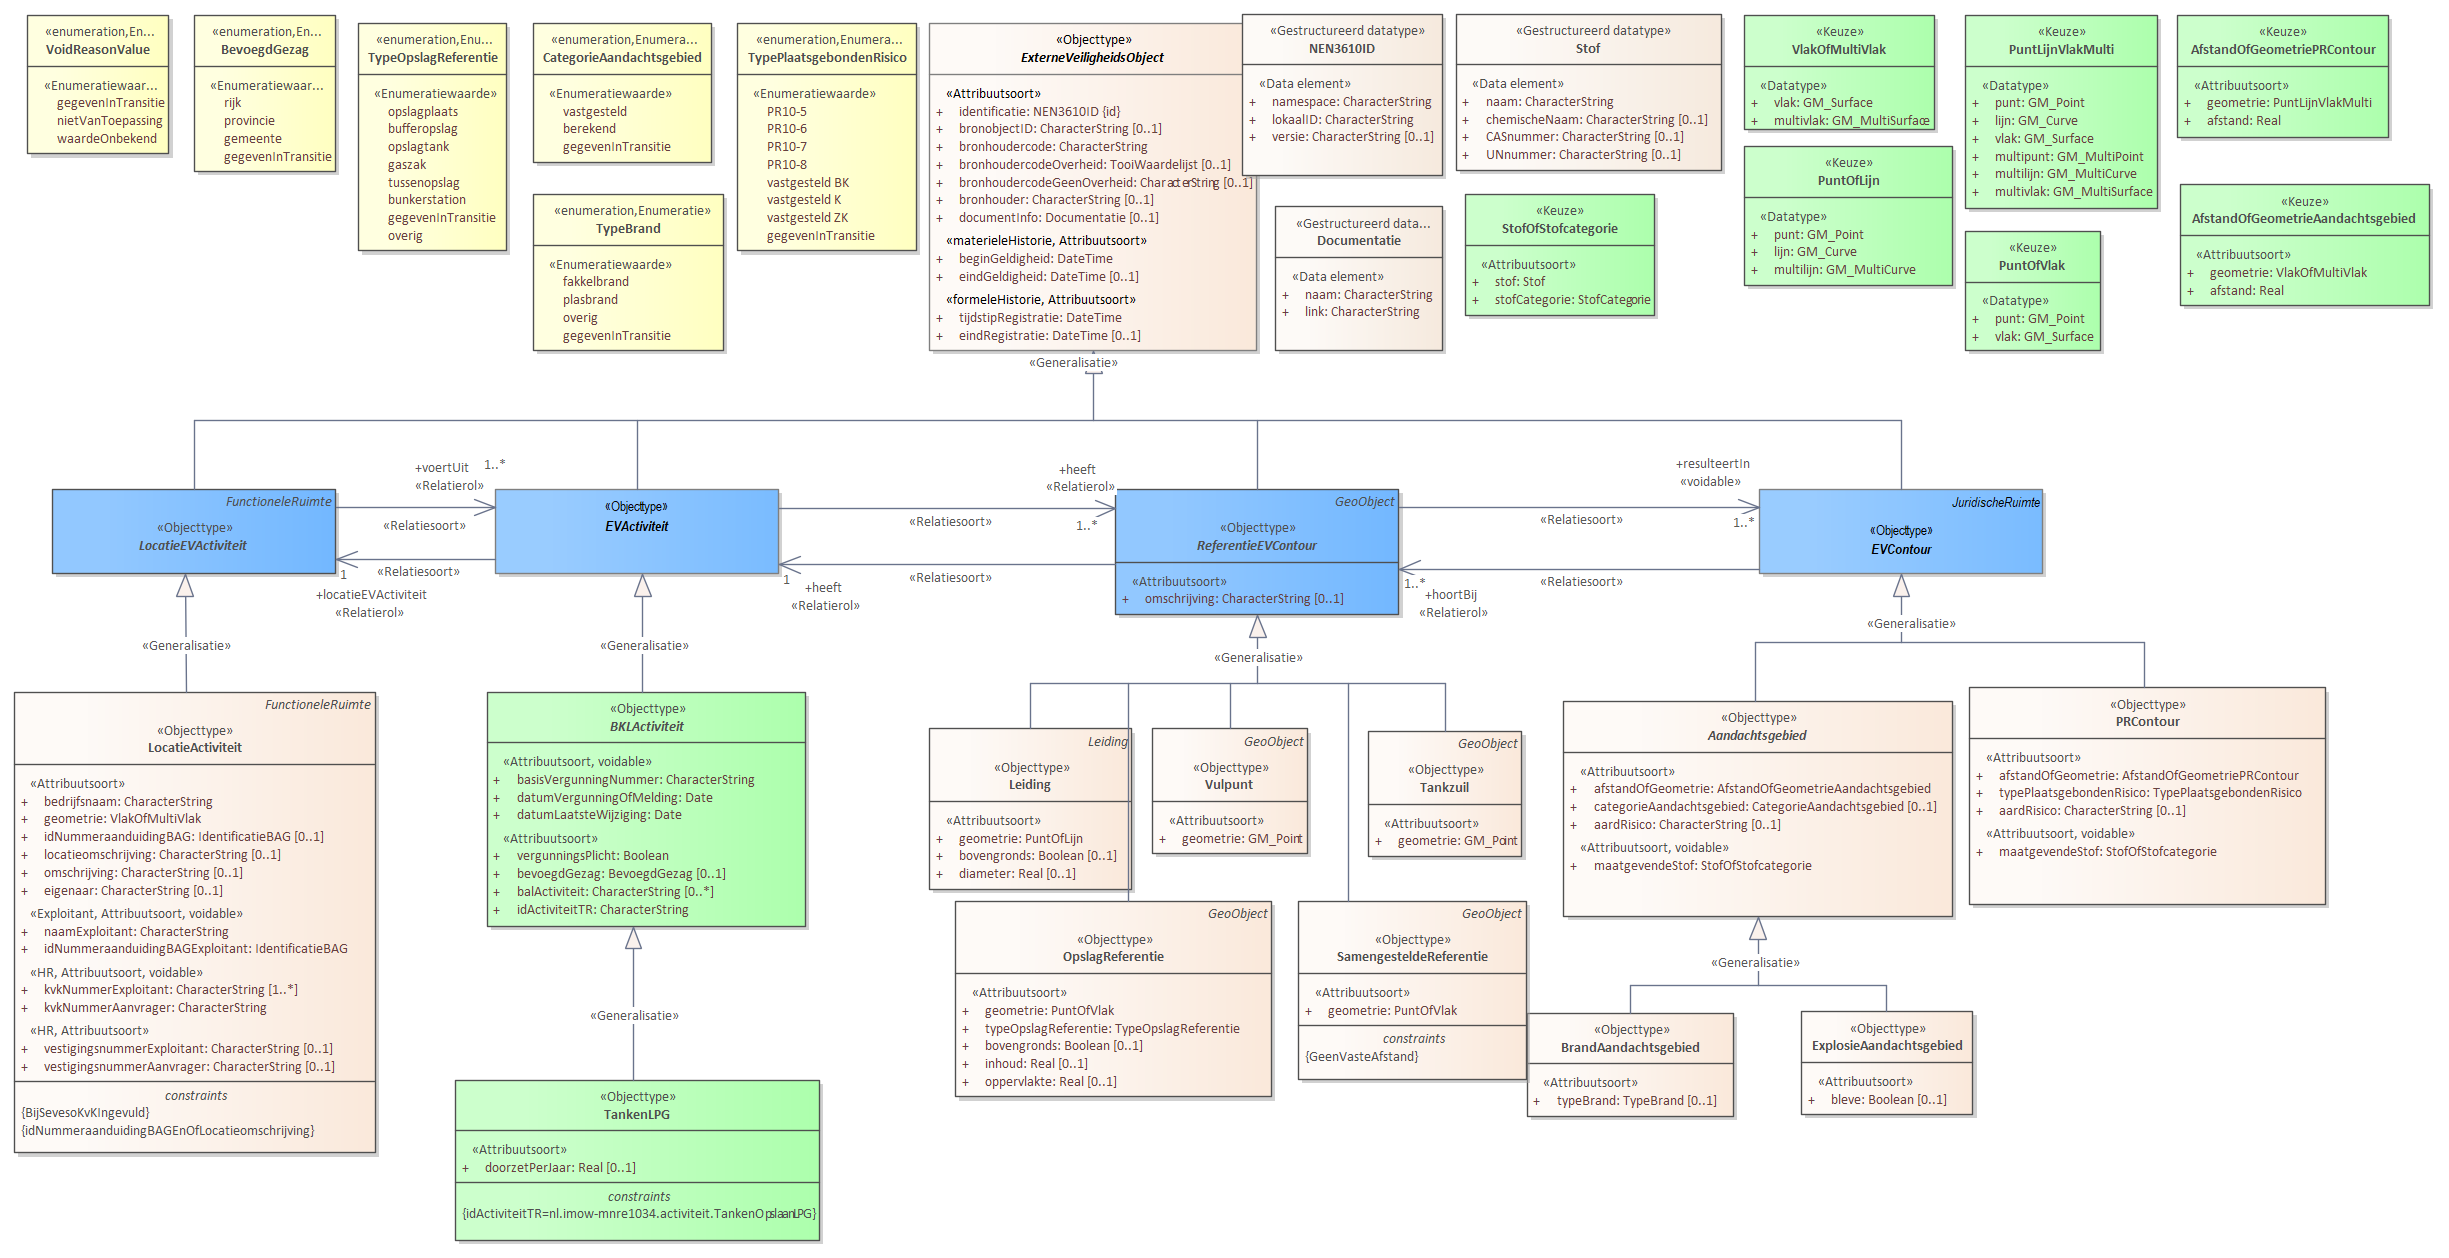 «enumeration,En...
VoidReasonValue
«Enumeratiewaar...
gegevenInTransitie
nietVanToepassing
waardeOnbekend
«enumeration,En...
BevoegdGezag
«Enumeratiewaar...
rijk
provincie
gemeente
gegevenInTransitie
«enumeration,Enu...
TypeOpslagReferentie
«Enumeratiewaarde»
opslagplaats
bufferopslag
opslagtank
gaszak
tussenopslag
bunkerstation
gegevenInTransitie
overig
«enumeration,Enumera...
CategorieAandachtsgebied
«Enumeratiewaarde»
vastgesteld
berekend
gegevenInTransitie
«enumeration,Enumeratie»
TypeBrand
«Enumeratiewaarde»
fakkelbrand
plasbrand
overig
gegevenInTransitie
«enumeration,Enumera...
TypePlaatsgebondenRisico
«Enumeratiewaarde»
PR10-5
PR10-6
PR10-7
PR10-8
vastgesteld BK
vastgesteld K
vastgesteld ZK
gegevenInTransitie
«Objecttype»
ExterneVeiligheidsObject
«Attribuutsoort»
+ identificatie: NEN3610ID {id}
+ bronobjectID: CharacterString [0..1]
+ bronhoudercode: CharacterString
+ bronhoudercodeOverheid: TooiWaardelijst [0..1]
+ bronhoudercodeGeenOverheid: CharacterString [0..1]
+ bronhouder: CharacterString [0..1]
+ documentInfo: Documentatie [0..1]
«materieleHistorie, Attribuutsoort»
+ beginGeldigheid: DateTime
+ eindGeldigheid: DateTime [0..1]
«formeleHistorie, Attribuutsoort»
+ tijdstipRegistratie: DateTime
+ eindRegistratie: DateTime [0..1]
«Gestructureerd datatype»
NEN3610ID
«Data element»
+ namespace: CharacterString
+ lokaalID: CharacterString
+ versie: CharacterString [0..1]
«Gestructureerd data...
Documentatie
«Data element»
+ naam: CharacterString
+ link: CharacterString
«Gestructureerd datatype»
Stof
«Data element»
+ naam: CharacterString
+ chemischeNaam: CharacterString [0..1]
+ CASnummer: CharacterString [0..1]
+ UNnummer: CharacterString [0..1]
«Keuze»
StofOfStofcategorie
«Attribuutsoort»
+ stof: Stof
+ stofCategorie: StofCategorie
«Keuze»
VlakOfMultiVlak
«Datatype»
+ vlak: GM_Surface
+ multivlak: GM_MultiSurface
«Keuze»
PuntOfLijn
«Datatype»
+ punt: GM_Point
+ lijn: GM_Curve
+ multilijn: GM_MultiCurve
«Keuze»
PuntLijnVlakMulti
«Datatype»
+ punt: GM_Point
+ lijn: GM_Curve
+ vlak: GM_Surface
+ multipunt: GM_MultiPoint
+ multilijn: GM_MultiCurve
+ multivlak: GM_MultiSurface
«Keuze»
PuntOfVlak
«Datatype»
+ punt: GM_Point
+ vlak: GM_Surface
«Keuze»
AfstandOfGeometriePRContour
«Attribuutsoort»
+ geometrie: PuntLijnVlakMulti
+ afstand: Real
«Keuze»
AfstandOfGeometrieAandachtsgebied
«Attribuutsoort»
+ geometrie: VlakOfMultiVlak
+ afstand: Real
«Generalisatie»
FunctioneleRuimte
«Objecttype»
LocatieEVActiviteit
+voertUit 1..*
«Relatierol»
«Relatiesoort»
«Relatiesoort»
1
+locatieEVActiviteit
«Relatierol»
«Objecttype»
EVActiviteit
+heeft
«Relatierol»
«Relatiesoort»
1..*
«Relatiesoort»
1
+heeft
«Relatierol»
GeoObject
«Objecttype»
ReferentieEVContour
«Attribuutsoort»
+ omschrijving: CharacterString [0..1]
+resulteertIn
«voidable»
«Relatiesoort»
1..*
«Relatiesoort»
1..*
+hoortBij
«Relatierol»
JuridischeRuimte
«Objecttype»
EVContour
«Generalisatie»
«Generalisatie»
«Generalisatie»
«Generalisatie»
FunctioneleRuimte
«Objecttype»
LocatieActiviteit
«Attribuutsoort»
+ bedrijfsnaam: CharacterString
+ geometrie: VlakOfMultiVlak
+ idNummeraanduidingBAG: IdentificatieBAG [0..1]
+ locatieomschrijving: CharacterString [0..1]
+ omschrijving: CharacterString [0..1]
+ eigenaar: CharacterString [0..1]
«Exploitant, Attribuutsoort, voidable»
+ naamExploitant: CharacterString
+ idNummeraanduidingBAGExploitant: IdentificatieBAG
«HR, Attribuutsoort, voidable»
+ kvkNummerExploitant: CharacterString [1..*]
+ kvkNummerAanvrager: CharacterString
«HR, Attribuutsoort»
+ vestigingsnummerExploitant: CharacterString [0..1]
+ vestigingsnummerAanvrager: CharacterString [0..1]
constraints
{BijSevesoKvKIngevuld}
{idNummeraanduidingBAGEnOfLocatieomschrijving}
«Objecttype»
BKLActiviteit
«Attribuutsoort, voidable»
+ basisVergunningNummer: CharacterString
+ datumVergunningOfMelding: Date
+ datumLaatsteWijziging: Date
«Attribuutsoort»
+ vergunningsPlicht: Boolean
+ bevoegdGezag: BevoegdGezag [0..1]
+ balActiviteit: CharacterString [0..*]
+ idActiviteitTR: CharacterString
«Generalisatie»
«Objecttype»
TankenLPG
«Attribuutsoort»
+ doorzetPerJaar: Real [0..1]
constraints
{idActiviteitTR=nl.imow-mnre1034.activiteit.TankenOpslaanLPG}
Leiding
«Objecttype»
Leiding
«Attribuutsoort»
+ geometrie: PuntOfLijn
+ bovengronds: Boolean [0..1]
+ diameter: Real [0..1]
GeoObject
«Objecttype»
Vulpunt
«Attribuutsoort»
+ geometrie: GM_Point
GeoObject
«Objecttype»
Tankzuil
«Attribuutsoort»
+ geometrie: GM_Point
GeoObject
«Objecttype»
OpslagReferentie
«Attribuutsoort»
+ geometrie: PuntOfVlak
+ typeOpslagReferentie: TypeOpslagReferentie
+ bovengronds: Boolean [0..1]
+ inhoud: Real [0..1]
+ oppervlakte: Real [0..1]
GeoObject
«Objecttype»
SamengesteldeReferentie
«Attribuutsoort»
+ geometrie: PuntOfVlak
constraints
{GeenVasteAfstand}
«Objecttype»
Aandachtsgebied
«Attribuutsoort»
+ afstandOfGeometrie: AfstandOfGeometrieAandachtsgebied
+ categorieAandachtsgebied: CategorieAandachtsgebied [0..1]
+ aardRisico: CharacterString [0..1]
«Attribuutsoort, voidable»
+ maatgevendeStof: StofOfStofcategorie
«Objecttype»
PRContour
«Attribuutsoort»
+ afstandOfGeometrie: AfstandOfGeometriePRContour
+ typePlaatsgebondenRisico: TypePlaatsgebondenRisico
+ aardRisico: CharacterString [0..1]
«Attribuutsoort, voidable»
+ maatgevendeStof: StofOfStofcategorie
«Generalisatie»
«Objecttype»
BrandAandachtsgebied
«Attribuutsoort»
+ typeBrand: TypeBrand [0..1]
«Objecttype»
ExplosieAandachtsgebied
«Attribuutsoort»
+ bleve: Boolean [0..1]